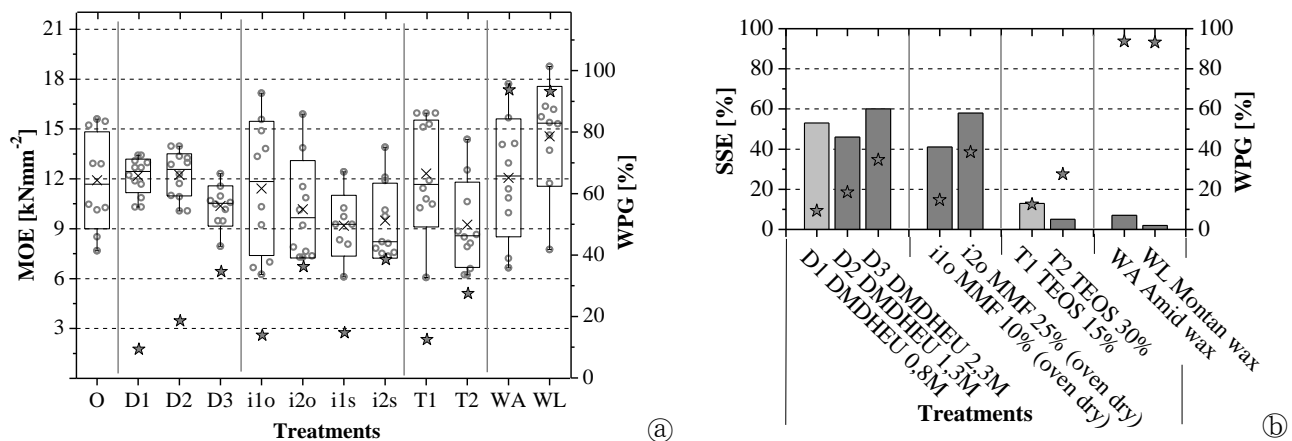 MOE [kNmm-2]
21
18
15
12
9
6
3
100
80
60
40
20
0
WPG [%]
O D1 D2 D3 i1o i2o i1s i2s T1 T2 WA WL
Treatments
ⓐ
SSE [%]
100
80
60
40
20
0
100
80
60
40
20
0
WPG [%]
D1 DMDHEU 0,8M
D2 DMDHEU 1,3M
D3 DMDHEU 2,3M
i1o MMF 10% (oven dry)
i2o MMF 25% (oven dry)
T1 TEOS 15%
T2 TEOS 30%
WA Amid wax
WL Montan wax
Treatments
ⓑ